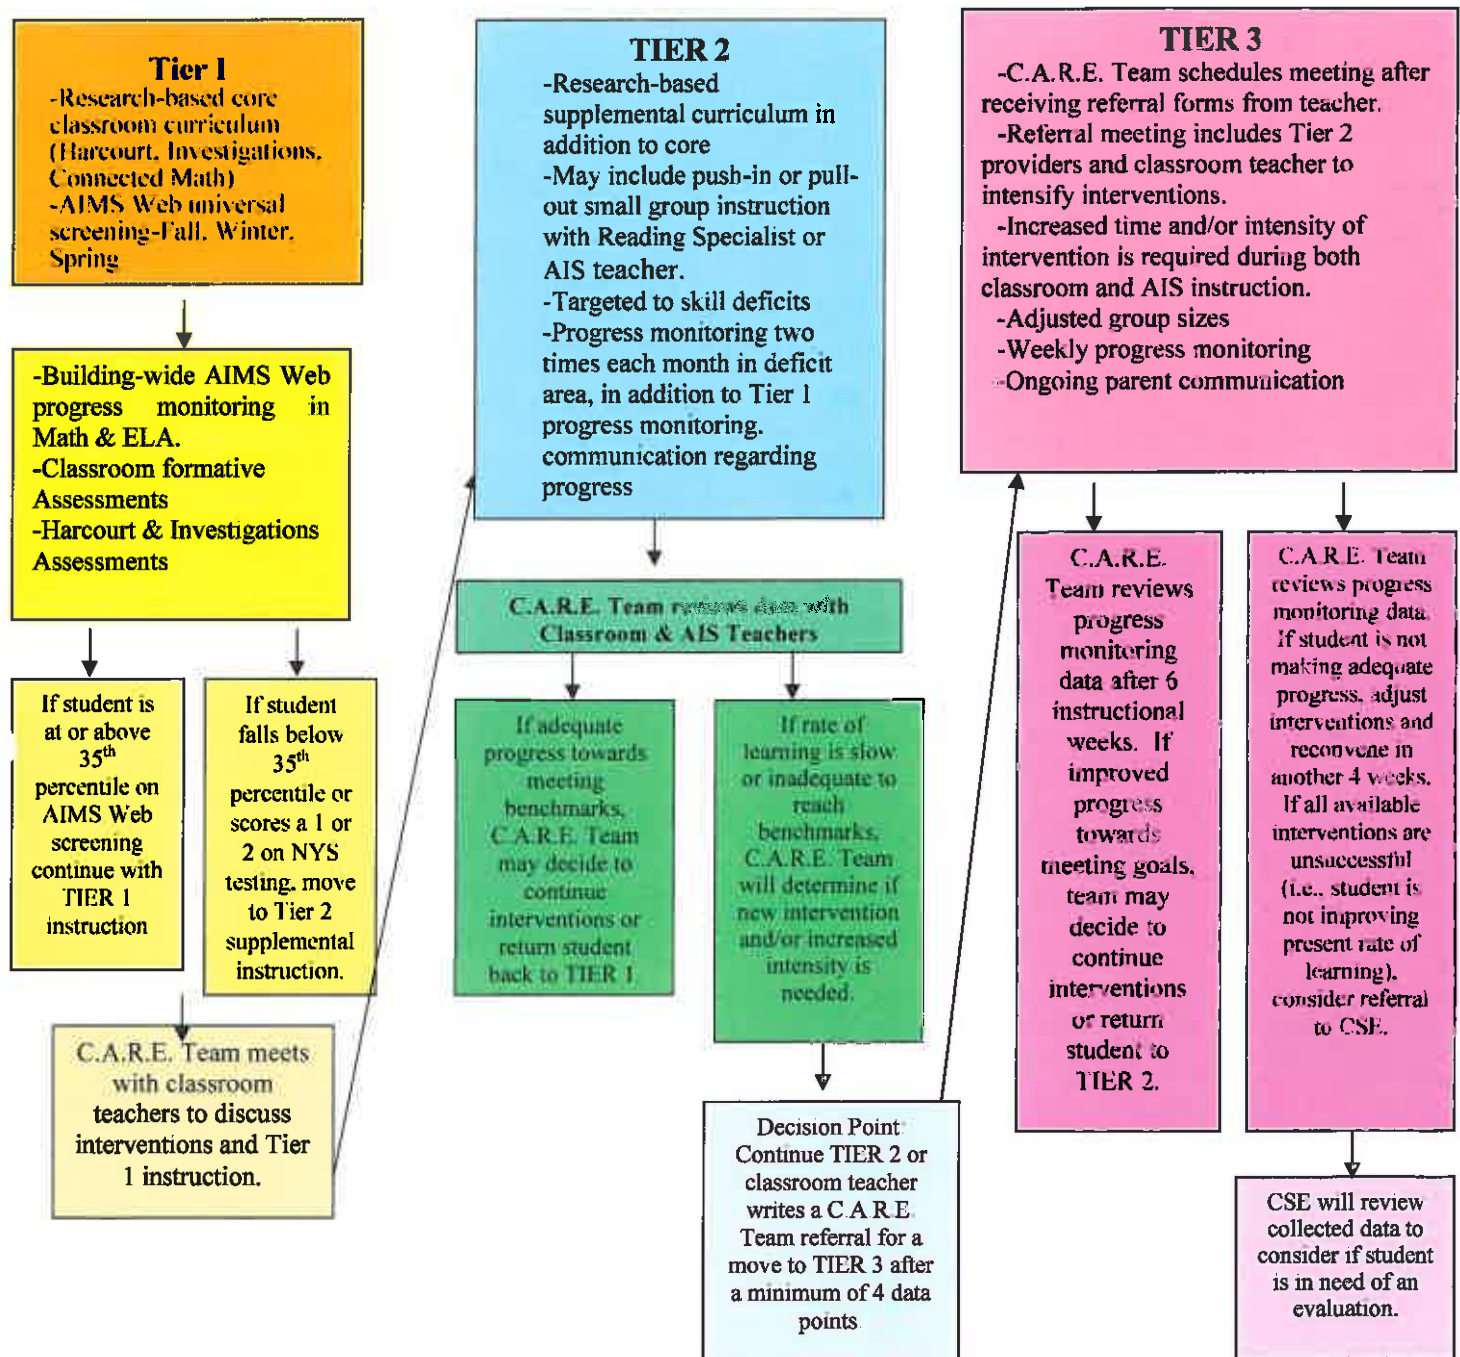 Tier 1
-Research-based core
classroom curriculum
(Harcourt, Investigations,
Connected Math)
-AIMS Web universal
screening-Fall, Winter,
Spring
-Building-wide AIMS Web
progress monitoring in
Math & ELA.
-Classroom formative
Assessments
-Harcourt & Investigations
Assessments
If student is
at or above
35th
percentile on
AIMS Web
screening
continue with
TIER 1
instruction
If student
falls below
35th
percentile or
scores a 1 or
2 on NYS
testing, move
to Tier 2
supplemental
instruction.
C.A.R.E. Team meets
with classroom
teachers to discuss
interventions and Tier
1 instruction.
TIER 2
-Research-based
supplemental curriculum in
addition to core
-May include push-in or pull-
out small group instruction
with Reading Specialist or
AIS teacher.
-Targeted to skill deficits
-Progress monitoring two
times each month in deficit
area, in addition to Tier 1
progress monitoring.
communication regarding
progress
C.A.R.E. Team reviews data with
Classroom & AIS Teachers
If adequate
progress towards
meeting
benchmarks,
C.A.R.E. Team
may decide to
continue
interventions or
return student
back to TIER 1
If rate of
learning is slow
or inadequate to
reach
benchmarks,
C.A.R.E. Team
will determine if
new intervention
and/or increased
intensity is
needed.
Decision Point
Continue TIER 2 or
classroom teacher
writes a C A R E
Team referral for a
move to TIER 3 after
a minimum of 4 data
points
TIER 3
-C.A.R.E. Team schedules meeting after
receiving referral forms from teacher.
-Referral meeting includes Tier 2
providers and classroom teacher to
intensify interventions.
-Increased time and/or intensity of
intervention is required during both
classroom and AIS instruction.
-Adjusted group sizes
-Weekly progress monitoring
-Ongoing parent communication
C.A.R.E.
Team reviews
progress
monitoring
data after 6
instructional
weeks. If
improved
progress
towards
meeting goals,
team may
decide to
continue
interventions
or return
student to
TIER 2.
C.A.R.E. Team
reviews progress
monitoring data.
If student is not
making adequate
progress, adjust
interventions and
reconvene in
another 4 weeks.
If all available
interventions are
unsuccessful
(i.e., student is
not improving
present rate of
learning),
consider referral
to CSE.
CSE will review
collected data to
consider if student
is in need of an
evaluation.